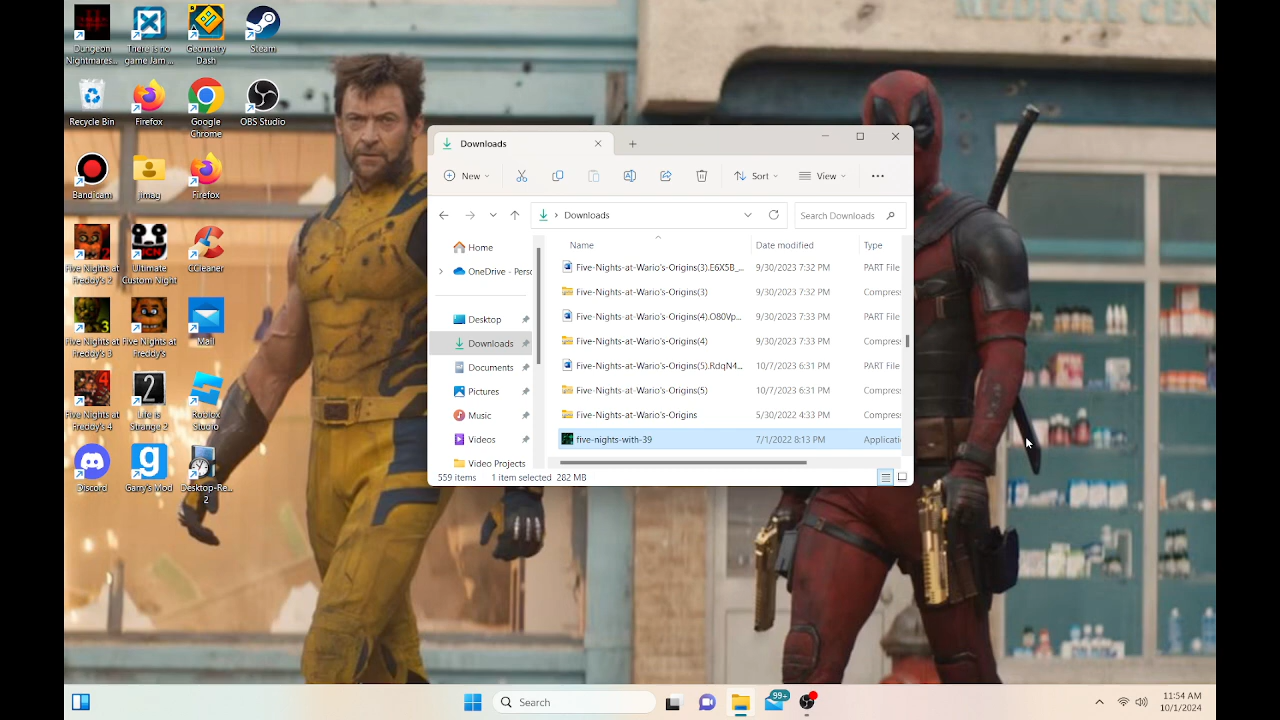 MEDICAL CEN
Dungeon
Nightmares...
There is no
game Jam ...
Geometry
Dash
Steam
Recycle Bin
Firefox
Google
Chrome
OBS Studio
Bandicam
jimag
Firefox
Five Nights at
Freddy's 2
Ultimate
Custom Night
CCleaner
Five Nights at
Freddy's 3
Five Nights at
Freddy's
Mail
Five Nights at
Freddy's 4
Life is
Strange 2
Roblox
Studio
Discord
Garry's Mod
Desktop-Re...
2
Downloads
New
Sort
View
Downloads
Search Downloads
Home
OneDrive - Perso
Desktop
Downloads
Documents
Pictures
Music
Videos
Video Projects
Name Date modified Type
Five-Nights-at-Wario's-Origins(3).E6X5B_... 9/30/2023 7:32 PM PART File
Five-Nights-at-Wario's-Origins(3) 9/30/2023 7:32 PM Compress
Five-Nights-at-Wario's-Origins(4).O80Vp... 9/30/2023 7:33 PM PART File
Five-Nights-at-Wario's-Origins(4) 9/30/2023 7:33 PM Compress
Five-Nights-at-Wario's-Origins(5).RdqN4... 10/7/2023 6:31 PM PART File
Five-Nights-at-Wario's-Origins(5) 10/7/2023 6:31 PM Compress
Five-Nights-at-Wario's-Origins 5/30/2022 4:33 PM Compress
five-nights-with-39 7/1/2022 8:13 PM Applicatio
559 items 1 item selected 282 MB
Search
99+
11:54 AM
10/1/2024